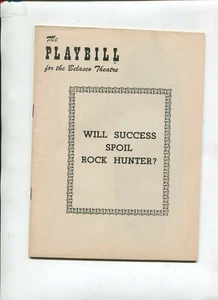 The
PLAYBILL
for the Belasco Theatre
WILL SUCCESS
SPOIL
ROCK HUNTER?